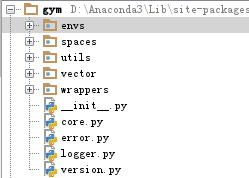 gym D:\Anaconda3\Lib\site-packages
envs
spaces
utils
vector
wrappers
__init__.py
core.py
error.py
logger.py
version.py